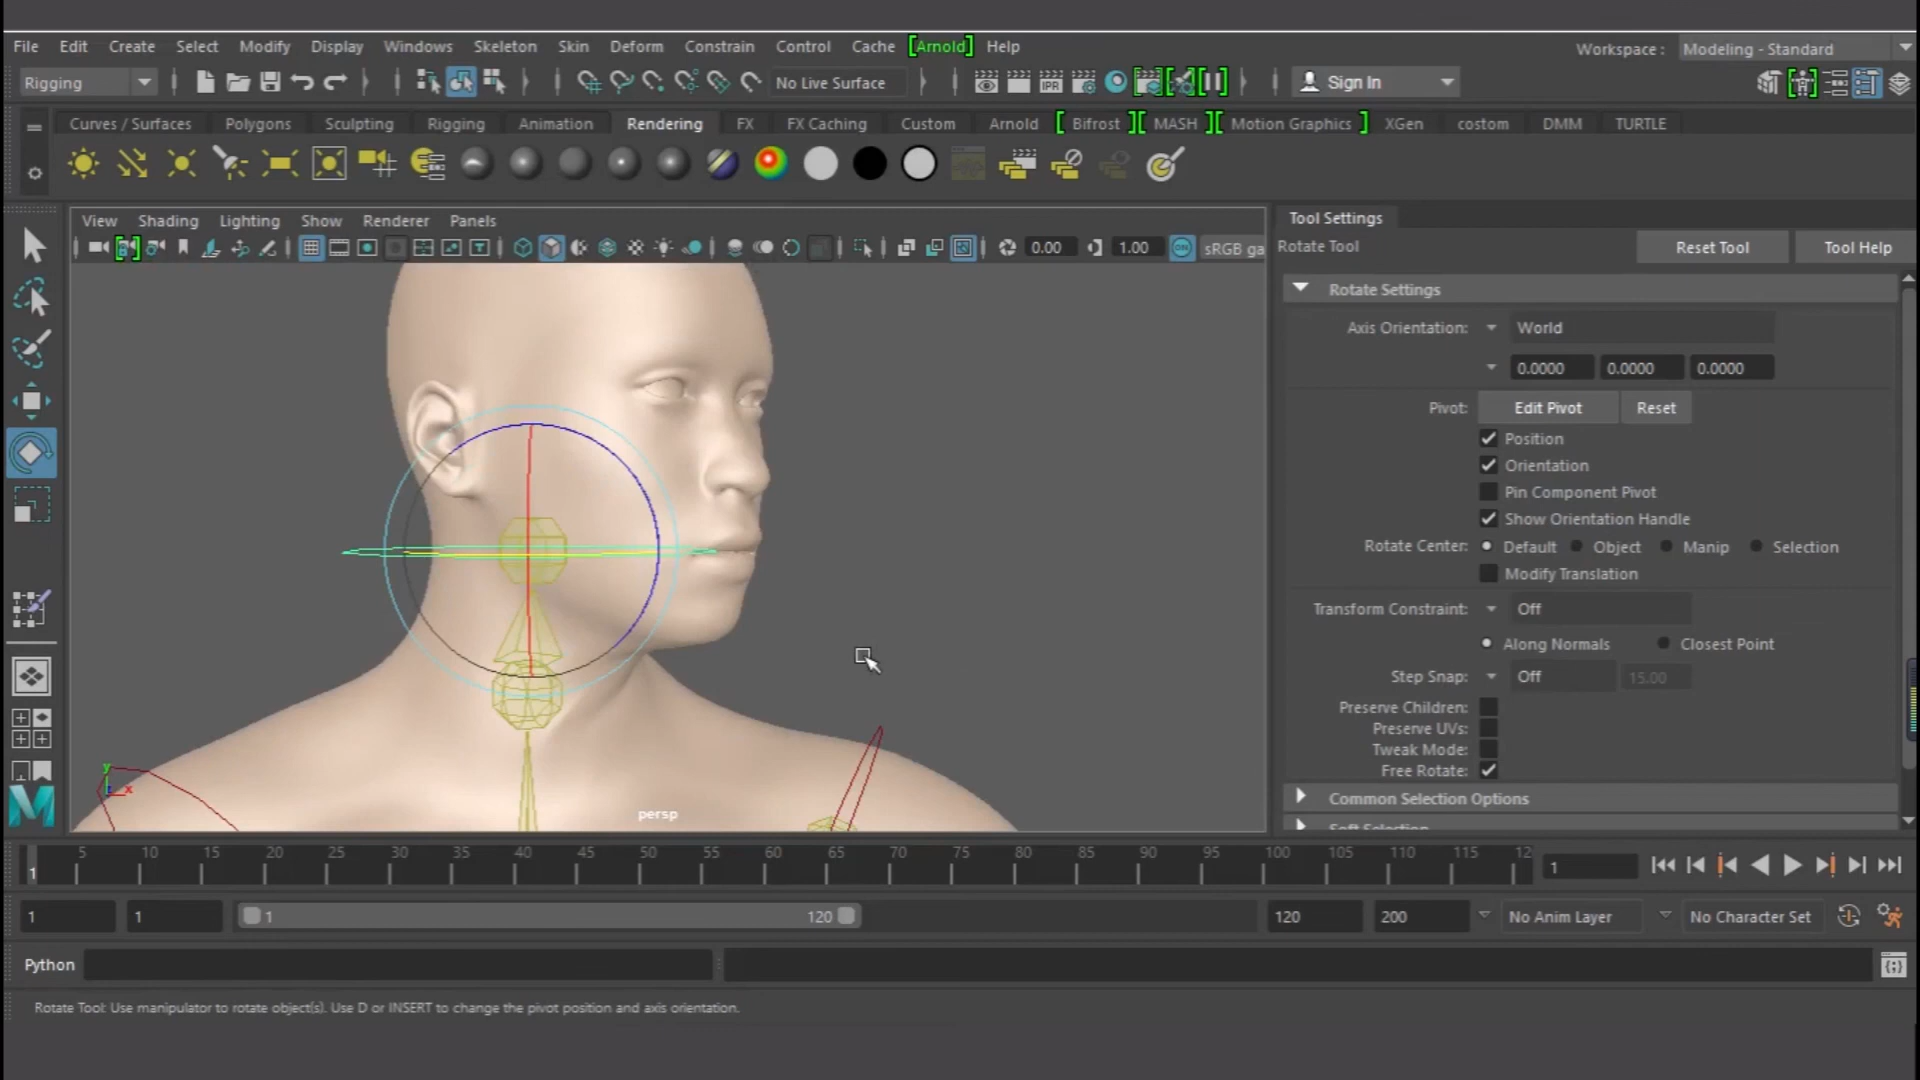 File Edit Create Select Modify Display Windows Skeleton Skin Deform Constrain Control Cache [Arnold] Help
Workspace : Modeling - Standard
Rigging No Live Surface IPR Sign In
Curves / Surfaces Polygons Sculpting Rigging Animation Rendering FX FX Caching Custom Arnold [ Bifrost ][ MASH ][ Motion Graphics ] XGen costom DMM TURTLE
View Shading Lighting Show Renderer Panels
0.00 1.00 ON sRGB ga
Tool Settings
Rotate Tool Reset Tool Tool Help
Rotate Settings
Axis Orientation: World
0.0000 0.0000 0.0000
Pivot: Edit Pivot Reset
Position
Orientation
Pin Component Pivot
Show Orientation Handle
Rotate Center: Default Object Manip Selection
Modify Translation
Transform Constraint: Off
Along Normals Closest Point
Step Snap: Off 15.00
Preserve Children:
Preserve UVs:
Tweak Mode:
Free Rotate:
Common Selection Options
Soft Selection
y
x
persp
M
5 10 15 20 25 30 35 40 45 50 55 60 65 70 75 80 85 90 95 100 105 110 115 12
1 1
1 1 1 120 120 200 No Anim Layer No Character Set
Python
Rotate Tool: Use manipulator to rotate object(s). Use D or INSERT to change the pivot position and axis orientation.